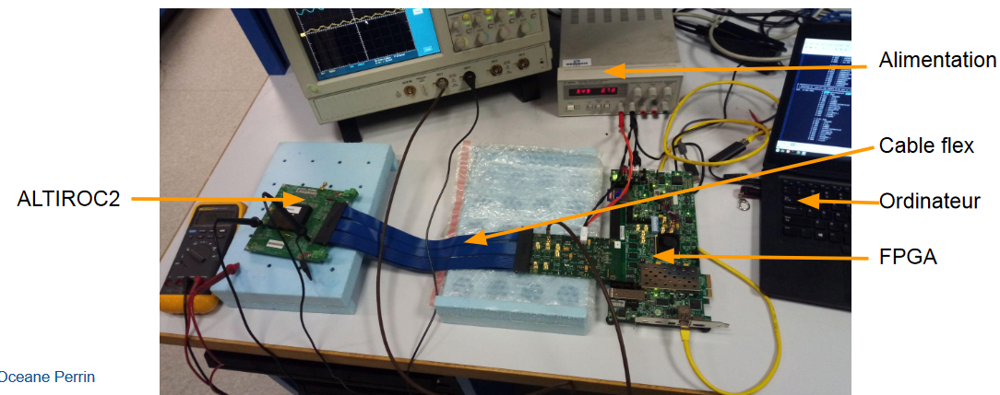 Alimentation
Cable flex
ALTIROC2
Ordinateur
FPGA
Oceane Perrin